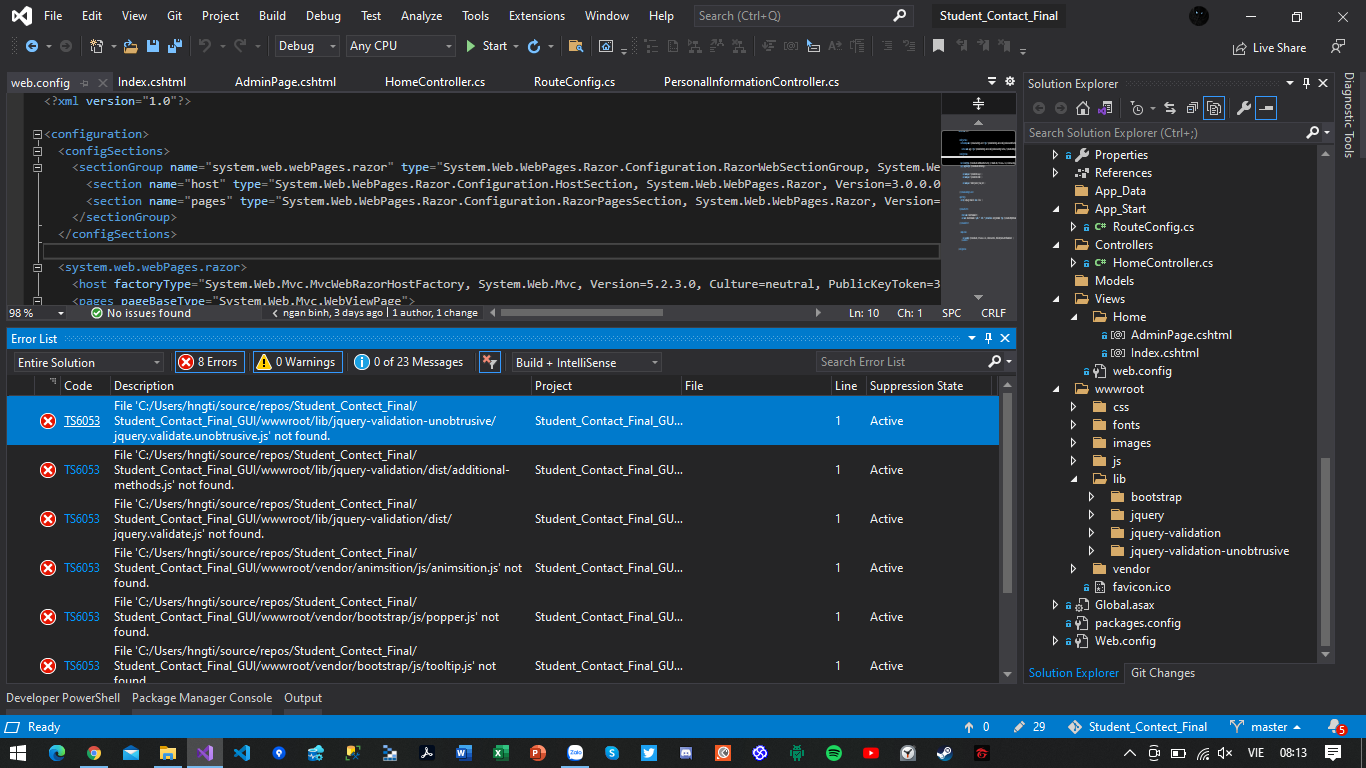 File Edit View Git Project Build Debug Test Analyze Tools Extensions Window Help Search (Ctrl+Q) Student_Contact_Final
Debug Any CPU Start Live Share
web.config Index.cshtml AdminPage.cshtml HomeController.cs RouteConfig.cs PersonalInformationController.cs
<?xml version="1.0"?>
<configuration>
<configSections>
<sectionGroup name="system.web.webPages.razor" type="System.Web.WebPages.Razor.Configuration.RazorWebSectionGroup, System.We
<section name="host" type="System.Web.WebPages.Razor.Configuration.HostSection, System.Web.WebPages.Razor, Version=3.0.0.0
<section name="pages" type="System.Web.WebPages.Razor.Configuration.RazorPagesSection, System.Web.WebPages.Razor, Version=
</sectionGroup>
</configSections>
<system.web.webPages.razor>
<host factoryType="System.Web.Mvc.MvcWebRazorHostFactory, System.Web.Mvc, Version=5.2.3.0, Culture=neutral, PublicKeyToken=3
<pages pageBaseType="System.Web.Mvc.WebViewPage">
98 % No issues found ngan binh, 3 days ago | 1 author, 1 change Ln: 10 Ch: 1 SPC CRLF
Error List
Entire Solution 8 Errors 0 Warnings 0 of 23 Messages Build + IntelliSense Search Error List
Code Description Project File Line Suppression State
TS6053 File 'C:/Users/hngti/source/repos/Student_Contect_Final/
Student_Contact_Final_GUI/wwwroot/lib/jquery-validation-unobtrusive/ Student_Contect_Final_GU... 1 Active
jquery.validate.unobtrusive.js' not found.
TS6053 File 'C:/Users/hngti/source/repos/Student_Contect_Final/
Student_Contact_Final_GUI/wwwroot/lib/jquery-validation/dist/additional- Student_Contect_Final_GU... 1 Active
methods.js' not found.
TS6053 File 'C:/Users/hngti/source/repos/Student_Contect_Final/
Student_Contact_Final_GUI/wwwroot/lib/jquery-validation/dist/ Student_Contect_Final_GU... 1 Active
jquery.validate.js' not found.
TS6053 File 'C:/Users/hngti/source/repos/Student_Contect_Final/
Student_Contact_Final_GUI/wwwroot/vendor/animsition/js/animsition.js' not Student_Contect_Final_GU... 1 Active
found.
TS6053 File 'C:/Users/hngti/source/repos/Student_Contect_Final/
Student_Contact_Final_GUI/wwwroot/vendor/bootstrap/js/popper.js' not Student_Contect_Final_GU... 1 Active
found.
TS6053 File 'C:/Users/hngti/source/repos/Student_Contect_Final/
Student_Contact_Final_GUI/wwwroot/vendor/bootstrap/js/tooltip.js' not Student_Contect_Final_GU... 1 Active
found.
Developer PowerShell Package Manager Console Output
Solution Explorer
Search Solution Explorer (Ctrl+;)
Properties
References
App_Data
App_Start
C# RouteConfig.cs
Controllers
C# HomeController.cs
Models
Views
Home
AdminPage.cshtml
Index.cshtml
web.config
wwwroot
css
fonts
images
js
lib
bootstrap
jquery
jquery-validation
jquery-validation-unobtrusive
vendor
favicon.ico
Global.asax
packages.config
Web.config
Solution Explorer Git Changes
Diagnostic Tools
Ready 0 29 Student_Contect_Final master 5
Zalo VIE 08:13